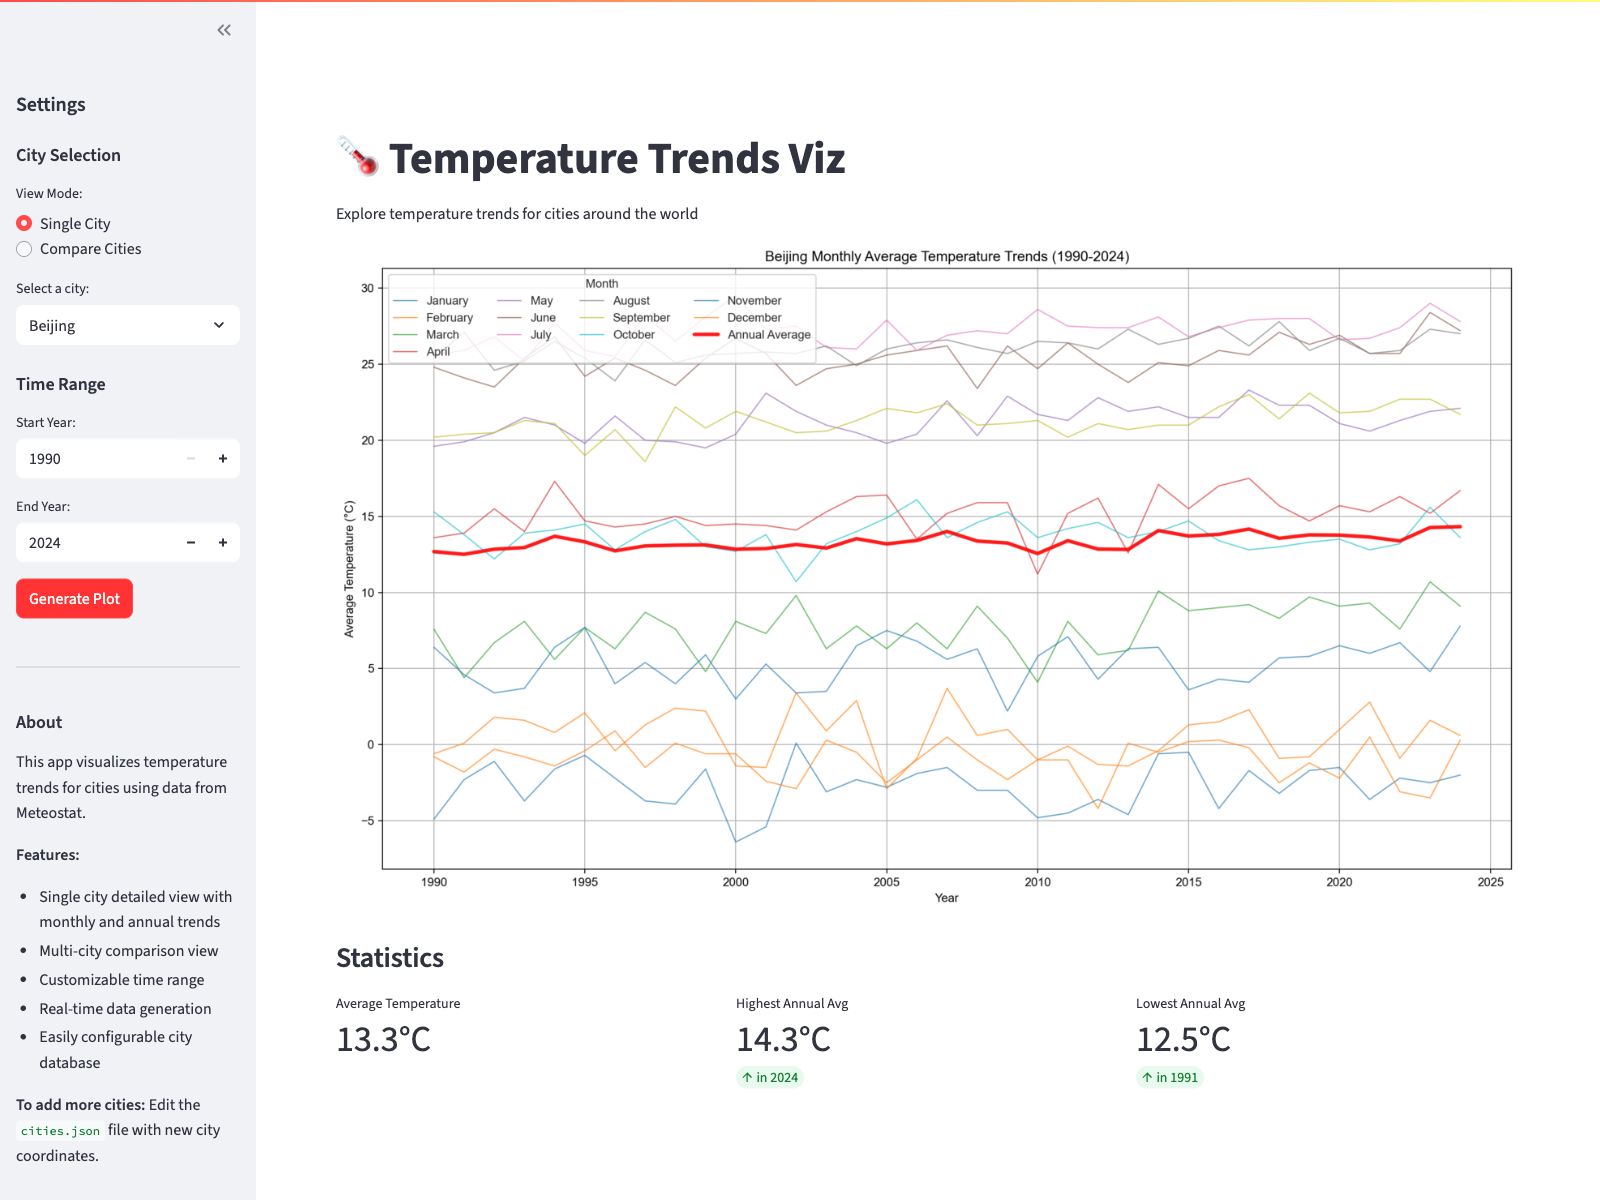 Settings
City Selection
View Mode:
Single City
Compare Cities
Select a city:
Beijing
Time Range
Start Year:
1990
End Year:
2024
Generate Plot
About
This app visualizes temperature
trends for cities using data from
Meteostat.
Features:
Single city detailed view with
monthly and annual trends
Multi-city comparison view
Customizable time range
Real-time data generation
Easily configurable city
database
To add more cities: Edit the
cities.json file with new city
coordinates.
Temperature Trends Viz
Explore temperature trends for cities around the world
Beijing Monthly Average Temperature Trends (1990-2024)
Month
January May August November
February June September December
March July October Annual Average
April
Average Temperature (°C)
30
25
20
15
10
5
0
−5
1990 1995 2000 2005 2010 2015 2020 2025
Year
Statistics
Average Temperature
13.3°C
Highest Annual Avg
14.3°C
↑ in 2024
Lowest Annual Avg
12.5°C
↑ in 1991